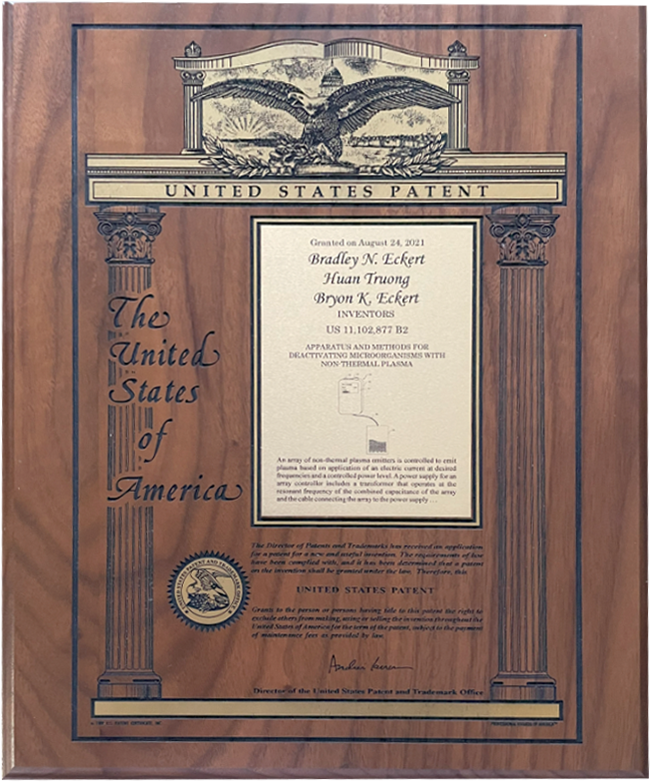 UNITED STATES PATENT
The
United
States
of
America
Granted on August 24, 2021
Bradley N. Eckert
Huan Truong
Bryon K. Eckert
INVENTORS
US 11,102,877 B2
APPARATUS AND METHODS FOR
DEACTIVATING MICROORGANISMS WITH
NON-THERMAL PLASMA
An array of non-thermal plasma emitters is controlled to emit
plasma based on application of an electric current at desired
frequencies and a controlled power level. A power supply for an
array controller includes a transformer that operates at the
resonant frequency of the combined capacitance of the array
and the cable connecting the array to the power supply ...
The Director of Patents and Trademarks has received an application
for a patent for a new and useful invention. The requirements of law
have been complied with, and it has been determined that a patent
on the invention shall be granted under the law. Therefore, this
UNITED STATES PATENT
Grants to the person or persons having title to this patent the right to
exclude others from making, using or selling the invention throughout the
United States of America for the term of the patent, subject to the payment
of maintenance fees as provided by law.
Director of the United States Patent and Trademark Office